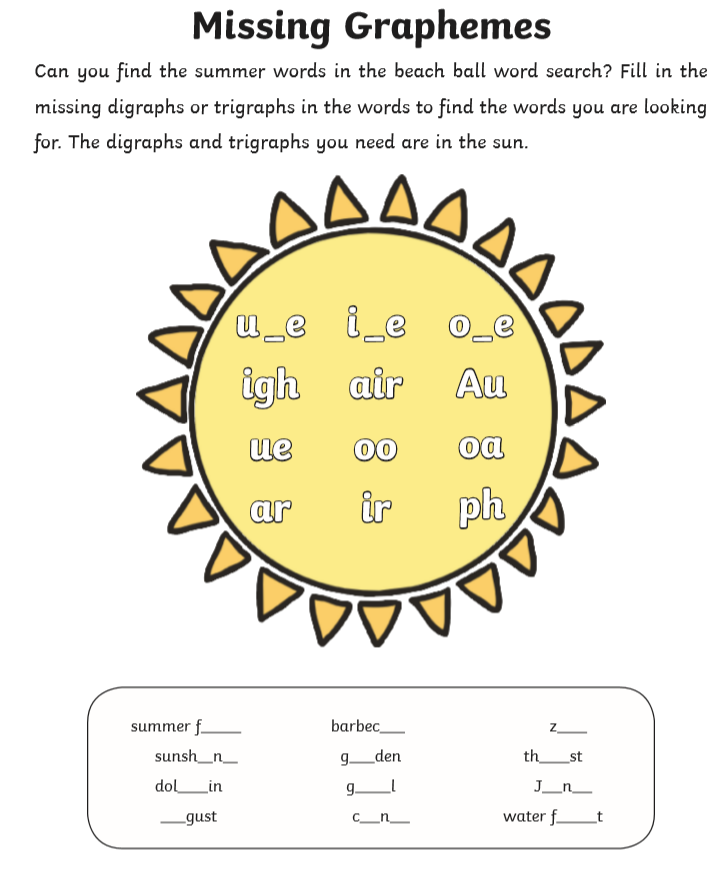 Missing Graphemes
Can you find the summer words in the beach ball word search? Fill in the
missing digraphs or trigraphs in the words to find the words you are looking
for. The digraphs and trigraphs you need are in the sun.
u_e i_e o_e
igh air Au
ue oo oa
ar ir ph
summer f_____ barbec___ z____
sunsh__n__ g___den th____st
dol____in g____l J__n__
___gust c__n__ water f_____t